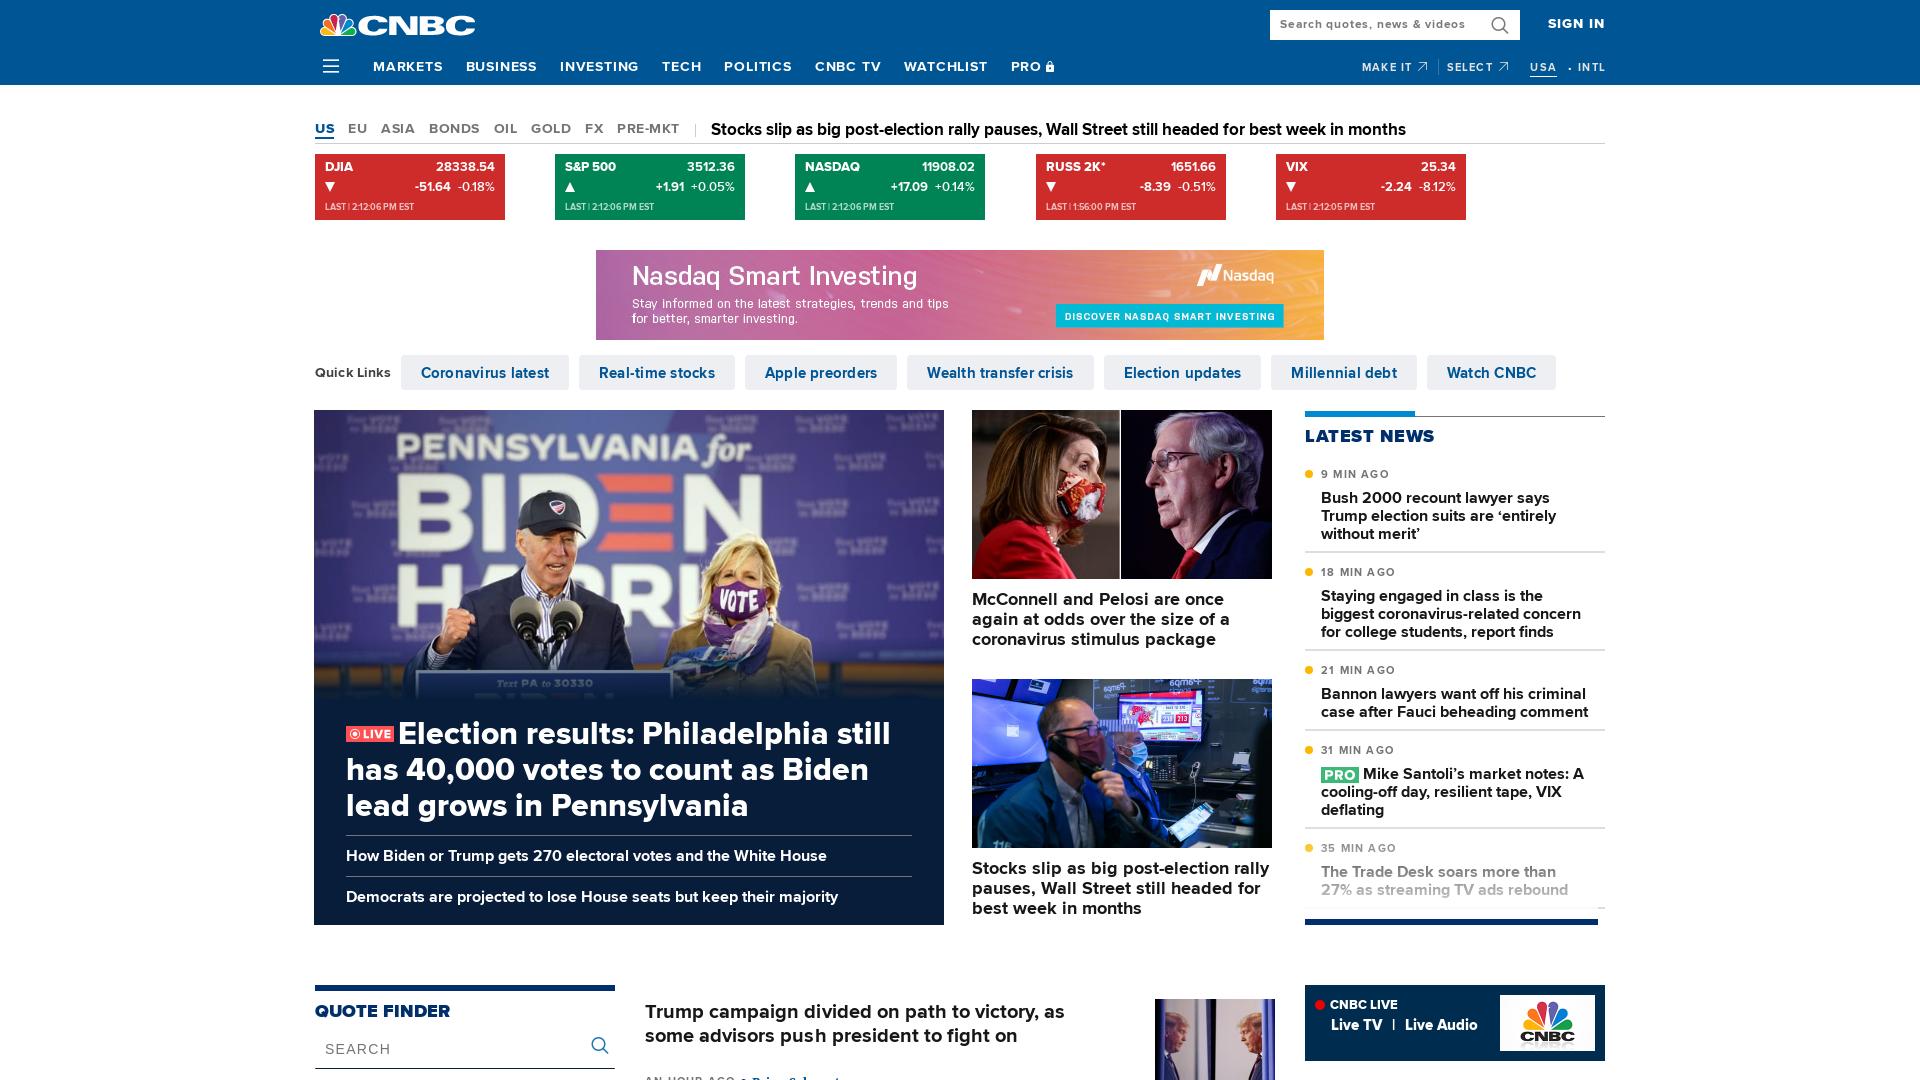 CNBC
Search quotes, news & videos
SIGN IN
MARKETS BUSINESS INVESTING TECH POLITICS CNBC TV WATCHLIST PRO
MAKE IT SELECT USA • INTL
US EU ASIA BONDS OIL GOLD FX PRE-MKT
Stocks slip as big post-election rally pauses, Wall Street still headed for best week in months
DJIA 28338.54
-51.64 -0.18%
LAST | 2:12:06 PM EST
S&P 500 3512.36
+1.91 +0.05%
LAST | 2:12:06 PM EST
NASDAQ 11908.02
+17.09 +0.14%
LAST | 2:12:06 PM EST
RUSS 2K* 1651.66
-8.39 -0.51%
LAST | 1:56:00 PM EST
VIX 25.34
-2.24 -8.12%
LAST | 2:12:05 PM EST
Nasdaq Smart Investing
Stay informed on the latest strategies, trends and tips
for better, smarter investing.
Nasdaq
DISCOVER NASDAQ SMART INVESTING
Quick Links
Coronavirus latest
Real-time stocks
Apple preorders
Wealth transfer crisis
Election updates
Millennial debt
Watch CNBC
PENNSYLVANIA for
BIDEN
HARRIS
VOTE
Text PA to 30330
LIVE Election results: Philadelphia still
has 40,000 votes to count as Biden
lead grows in Pennsylvania
How Biden or Trump gets 270 electoral votes and the White House
Democrats are projected to lose House seats but keep their majority
McConnell and Pelosi are once
again at odds over the size of a
coronavirus stimulus package
238 213
Stocks slip as big post-election rally
pauses, Wall Street still headed for
best week in months
LATEST NEWS
9 MIN AGO
Bush 2000 recount lawyer says
Trump election suits are ‘entirely
without merit’
18 MIN AGO
Staying engaged in class is the
biggest coronavirus-related concern
for college students, report finds
21 MIN AGO
Bannon lawyers want off his criminal
case after Fauci beheading comment
31 MIN AGO
PRO Mike Santoli’s market notes: A
cooling-off day, resilient tape, VIX
deflating
35 MIN AGO
The Trade Desk soars more than
27% as streaming TV ads rebound
QUOTE FINDER
SEARCH
Trump campaign divided on path to victory, as
some advisors push president to fight on
CNBC LIVE
Live TV | Live Audio
CNBC